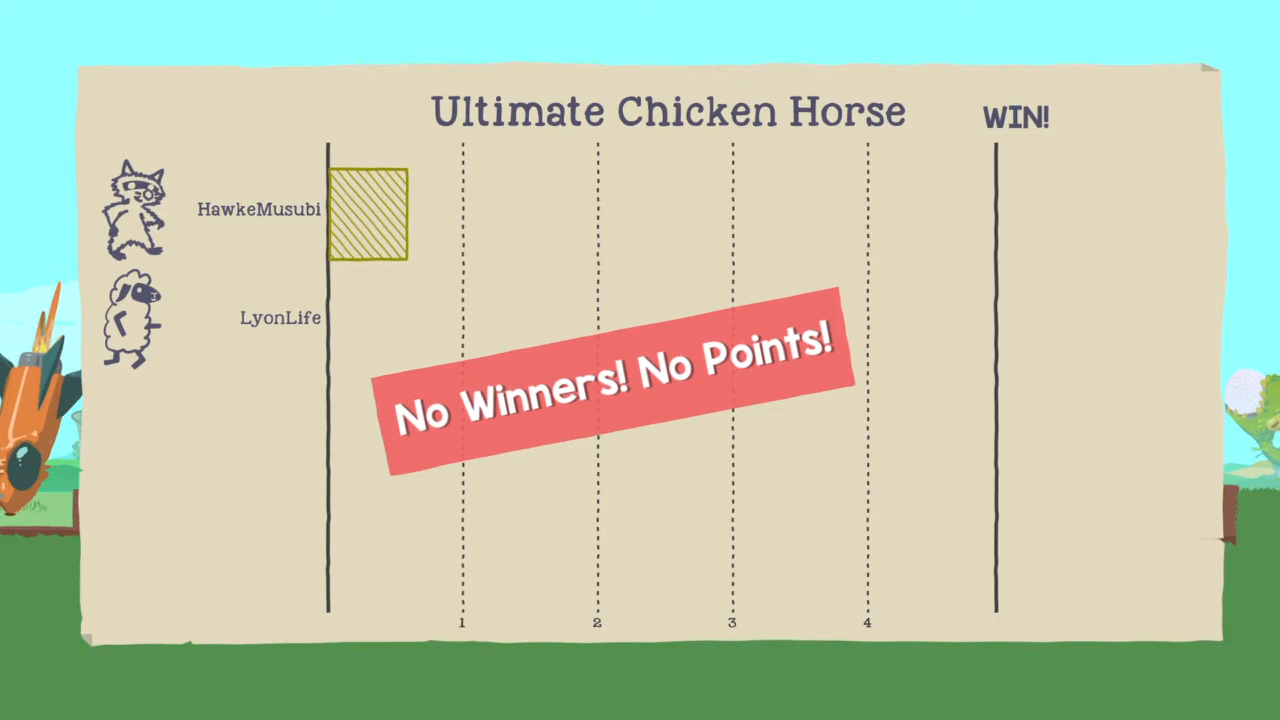 Ultimate Chicken Horse
WIN!
HawkeMusubi
LyonLife
No Winners! No Points!
1 2 3 4